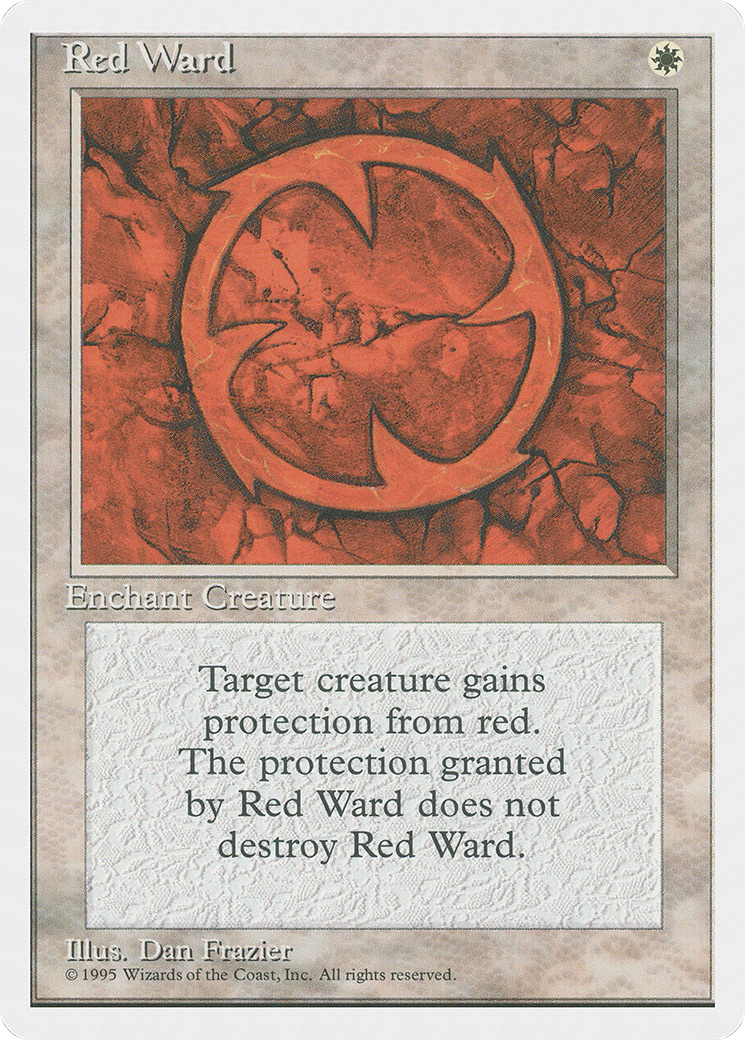 Red Ward
Enchant Creature
Target creature gains
protection from red.
The protection granted
by Red Ward does not
destroy Red Ward.
Illus. Dan Frazier
© 1995 Wizards of the Coast, Inc. All rights reserved.